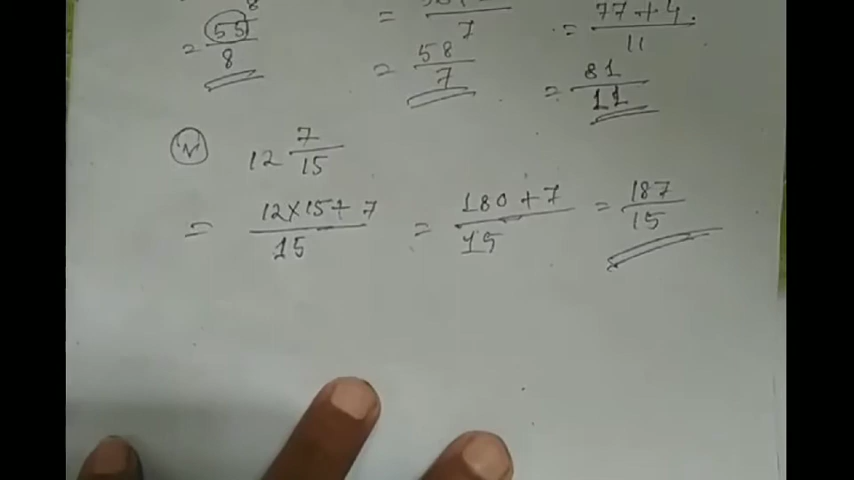 = 55/8
= 58/7
= 77 + 4/11
= 81/11
12 7/15
= 12×15+7/15 = 180+7/15 = 187/15